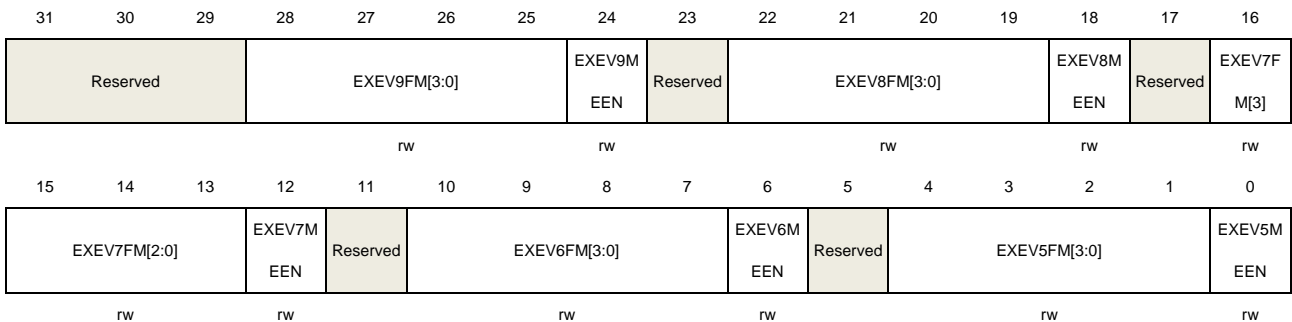 31 30 29 28 27 26 25 24 23 22 21 20 19 18 17 16
Reserved EXEV9FM[3:0] EXEV9M EEN Reserved EXEV8FM[3:0] EXEV8M EEN Reserved EXEV7F M[3]
rw rw rw rw rw
15 14 13 12 11 10 9 8 7 6 5 4 3 2 1 0
EXEV7FM[2:0] EXEV7M EEN Reserved EXEV6FM[3:0] EXEV6M EEN Reserved EXEV5FM[3:0] EXEV5M EEN
rw rw rw rw rw rw